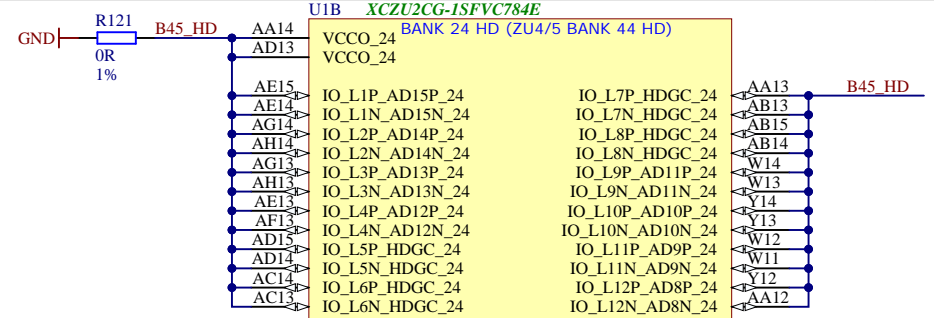 U1B XCZU2CG-1SFVC784E
BANK 24 HD (ZU4/5 BANK 44 HD)
R121
GND
0R
1%
B45_HD
AA14 VCCO_24
AD13 VCCO_24
AE15 IO_L1P_AD15P_24 IO_L7P_HDGC_24 AA13 B45_HD
AE14 IO_L1N_AD15N_24 IO_L7N_HDGC_24 AB13
AG14 IO_L2P_AD14P_24 IO_L8P_HDGC_24 AB15
AH14 IO_L2N_AD14N_24 IO_L8N_HDGC_24 AB14
AG13 IO_L3P_AD13P_24 IO_L9P_AD11P_24 W14
AH13 IO_L3N_AD13N_24 IO_L9N_AD11N_24 W13
AE13 IO_L4P_AD12P_24 IO_L10P_AD10P_24 Y14
AF13 IO_L4N_AD12N_24 IO_L10N_AD10N_24 Y13
AD15 IO_L5P_HDGC_24 IO_L11P_AD9P_24 W12
AD14 IO_L5N_HDGC_24 IO_L11N_AD9N_24 W11
AC14 IO_L6P_HDGC_24 IO_L12P_AD8P_24 Y12
AC13 IO_L6N_HDGC_24 IO_L12N_AD8N_24 AA12